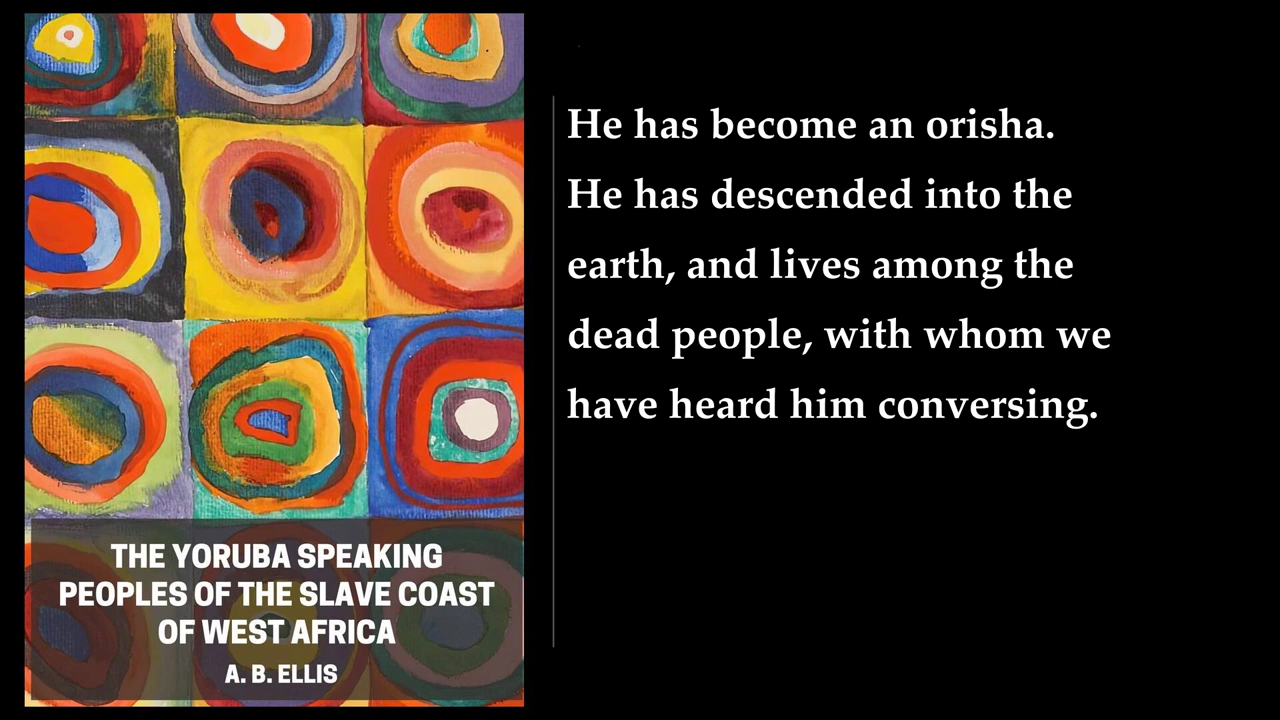 He has become an orisha.
He has descended into the
earth, and lives among the
dead people, with whom we
have heard him conversing.
THE YORUBA SPEAKING
PEOPLES OF THE SLAVE COAST
OF WEST AFRICA
A. B. ELLIS